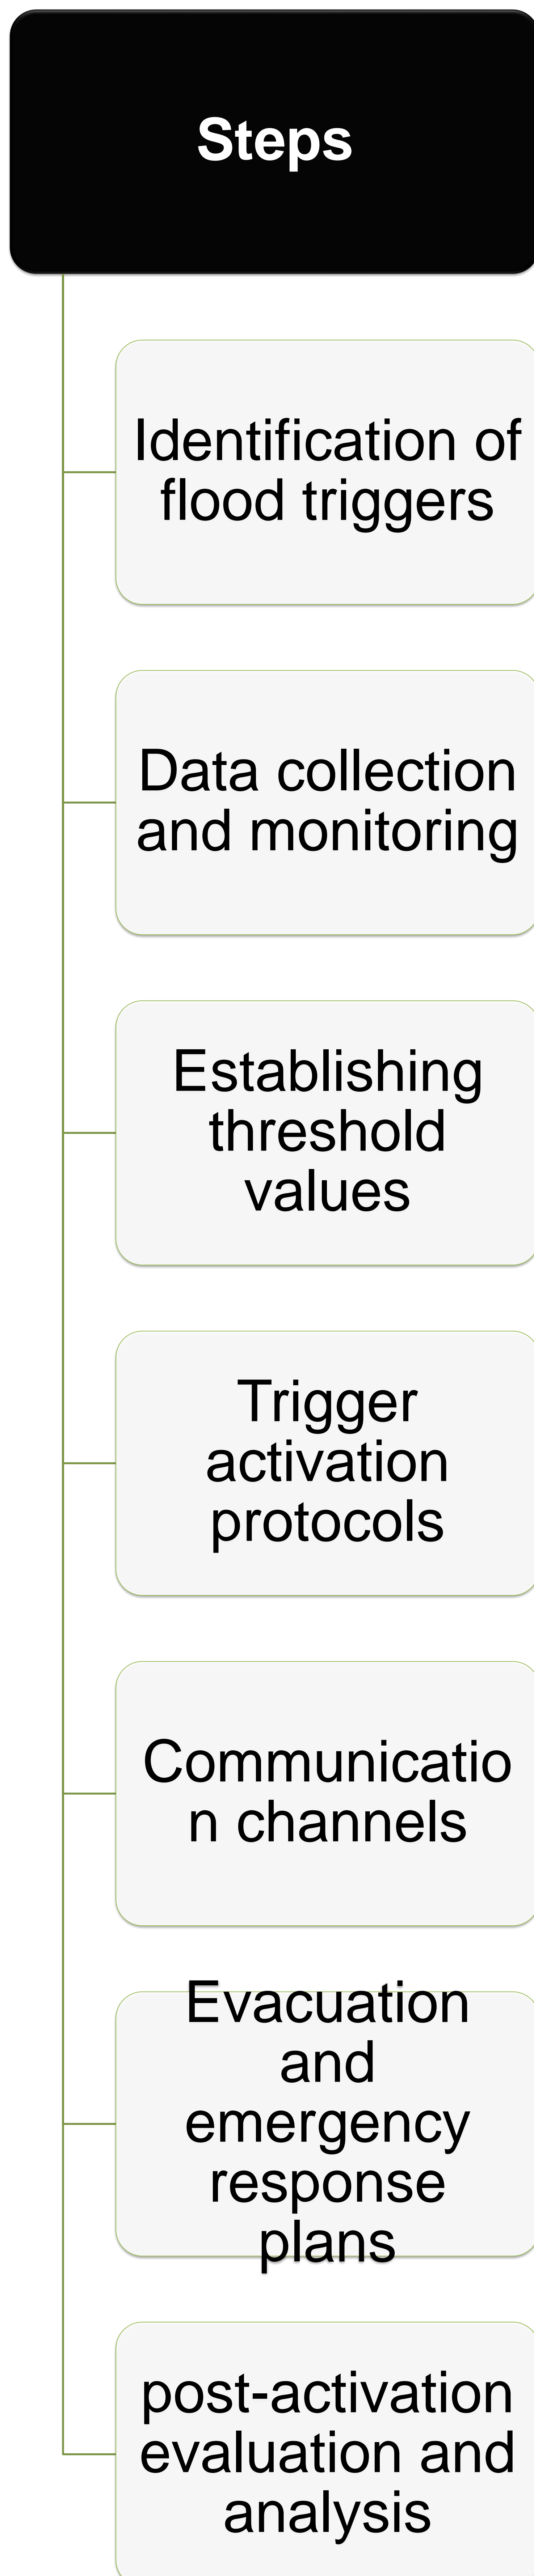 Steps
Identification of
flood triggers
Data collection
and monitoring
Establishing
threshold
values
Trigger
activation
protocols
Communicatio
n channels
Evacuation
and
emergency
response
plans
post-activation
evaluation and
analysis